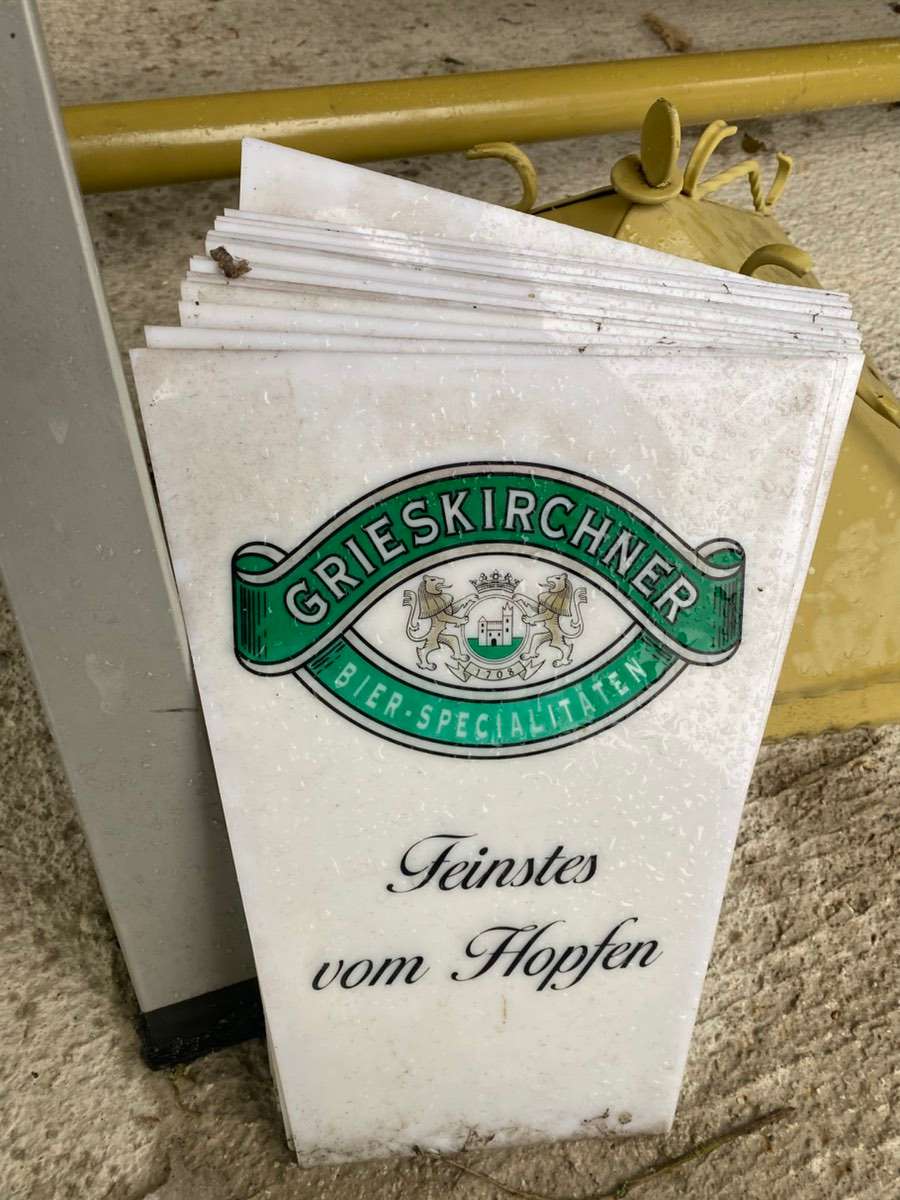 GRIESKIRCHNER
1706
BIER-SPECIALITÄTEN
Feinstes
vom Hopfen